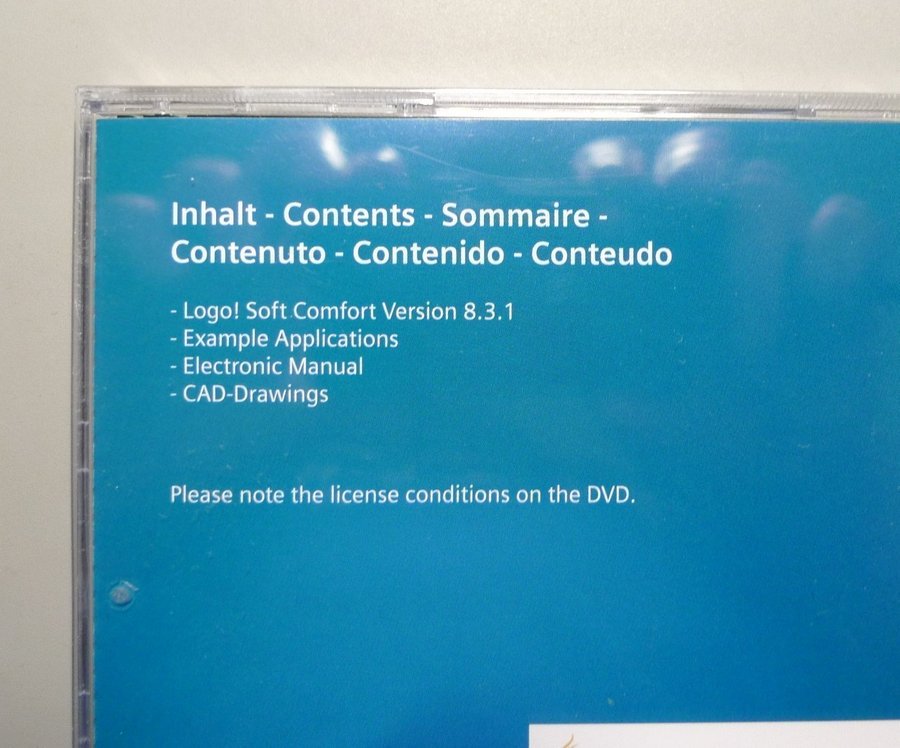 Inhalt - Contents - Sommaire -
Contenuto - Contenido - Conteudo
- Logo! Soft Comfort Version 8.3.1
- Example Applications
- Electronic Manual
- CAD-Drawings
Please note the license conditions on the DVD.